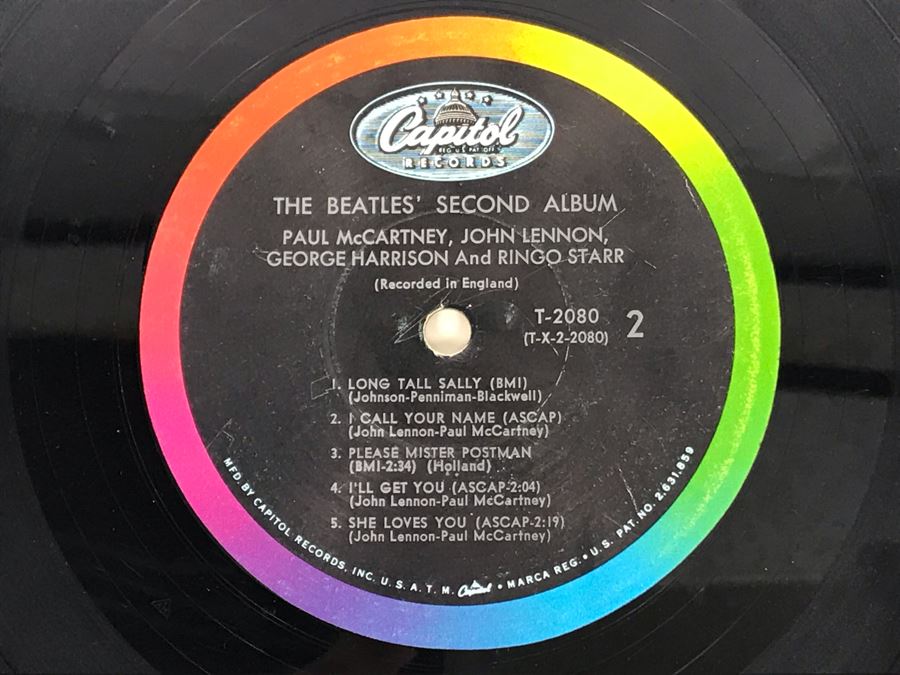 Capitol
REG. U.S. PAT. OFF.
RECORDS
THE BEATLES' SECOND ALBUM
PAUL McCARTNEY, JOHN LENNON,
GEORGE HARRISON And RINGO STARR
(Recorded in England)
T-2080
(T-X-2-2080)
2
1. LONG TALL SALLY (BMI)
(Johnson-Penniman-Blackwell)
2. I CALL YOUR NAME (ASCAP)
(John Lennon-Paul McCartney)
3. PLEASE MISTER POSTMAN
(BMI-2:34) (Holland)
4. I'LL GET YOU (ASCAP-2:04)
(John Lennon-Paul McCartney)
5. SHE LOVES YOU (ASCAP-2:19)
(John Lennon-Paul McCartney)
MFD. BY CAPITOL RECORDS, INC. U.S.A. T.M. Capitol • MARCA REG. • U.S. PAT. NO. 2,631,859